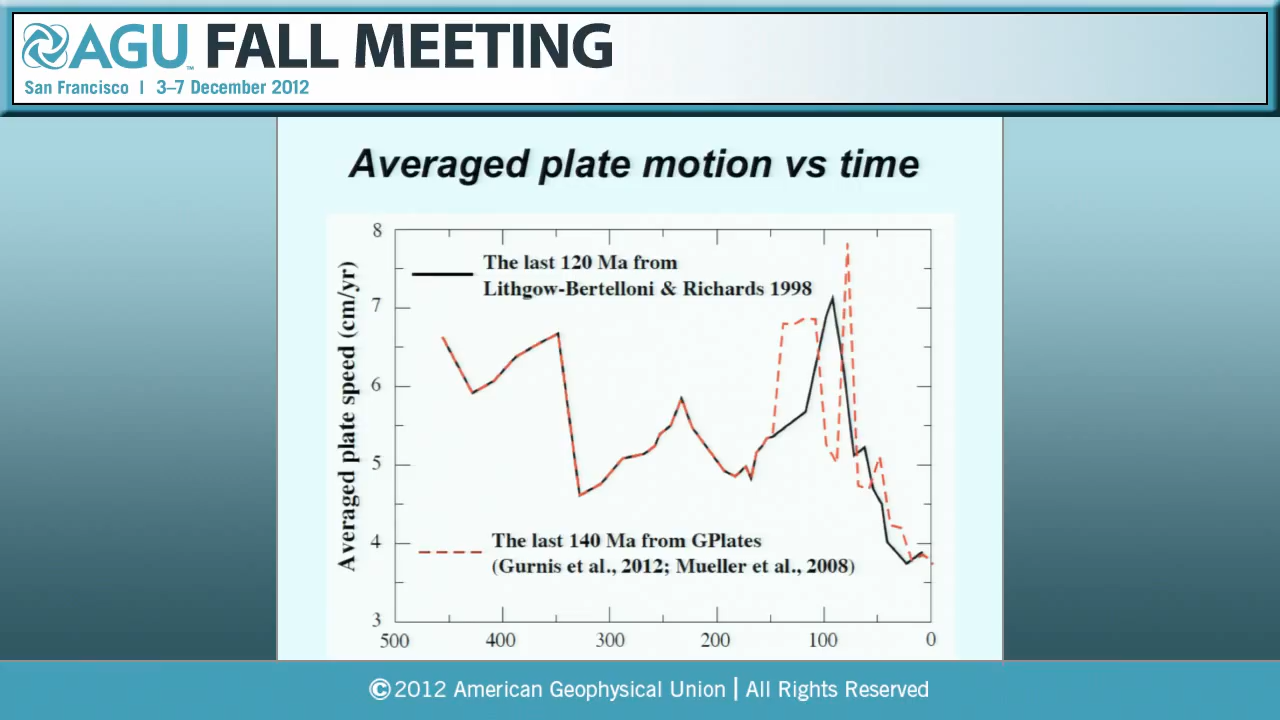 AGU™ FALL MEETING
San Francisco | 3–7 December 2012
Averaged plate motion vs time
Averaged plate speed (cm/yr)
8
7
6
5
4
3
The last 120 Ma from
Lithgow-Bertelloni & Richards 1998
The last 140 Ma from GPlates
(Gurnis et al., 2012; Mueller et al., 2008)
500 400 300 200 100 0
©2012 American Geophysical Union | All Rights Reserved